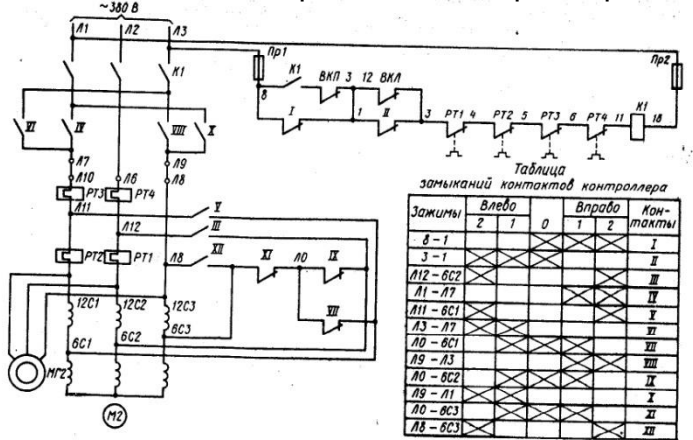 ~380 В
Л1 Л2 Л3
Пр1
Пр2
К1
К1 ВКП 3 12 ВКЛ
8
I 1 II 3 РТ1 4 РТ2 5 РТ3 6 РТ4 11 К1 18
VI IV VIII X
Л7 Л9
Л10 Л6 Л8
РТ3 РТ4
Л11 V
III
Л12 XII
РТ2 РТ1 Л8 XI Л0 IX
VII
12С1 12С2 12С3
6С1 6С2 6С3
МГ2
М2
Таблица
замыканий контактов контроллера
Зажимы Влево 0 Вправо Контакты
2 1 1 2
8 – 1 I
3 – 1 II
Л12 – 6С2 III
Л1 – Л7 IV
Л11 – 6С1 V
Л3 – Л7 VI
Л0 – 6С1 VII
Л9 – Л3 VIII
Л0 – 6С2 IX
Л9 – Л1 X
Л0 – 6С3 XI
Л8 – 6С3 XII